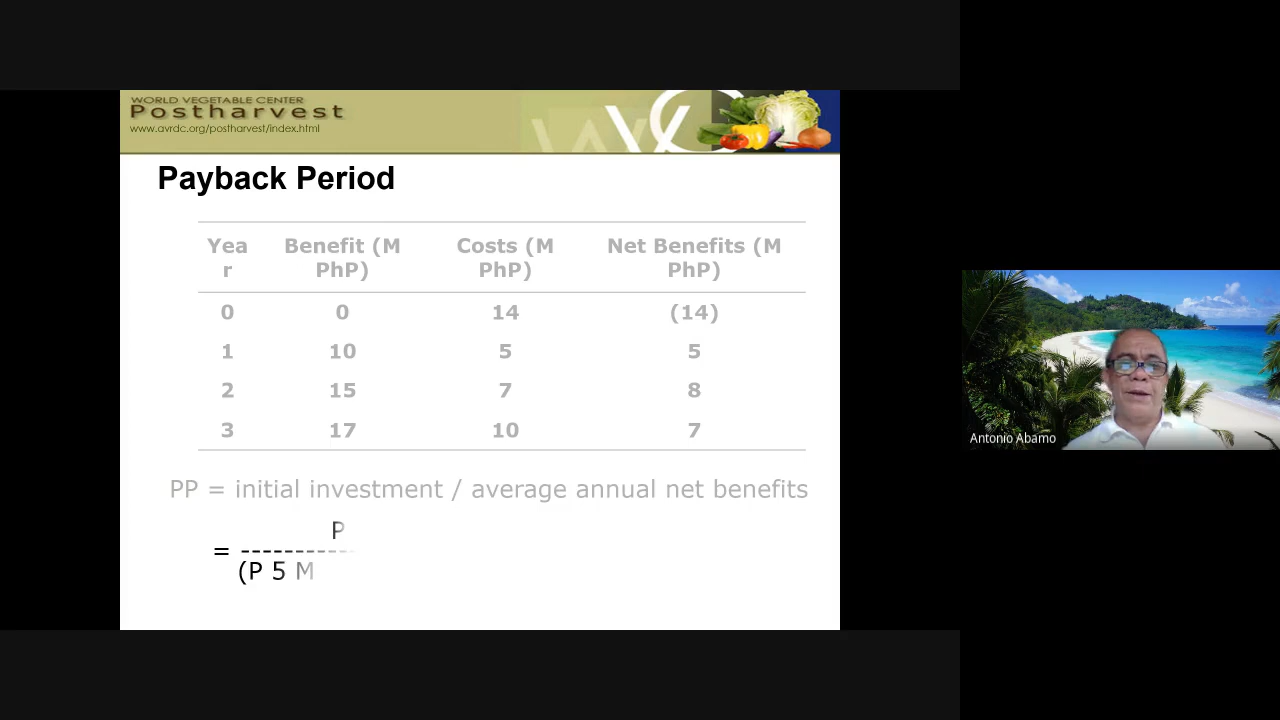 WORLD VEGETABLE CENTER
Postharvest
www.avrdc.org/postharvest/index.html
Payback Period
Yea
r Benefit (M
PhP) Costs (M
PhP) Net Benefits (M
PhP)
0 0 14 (14)
1 10 5 5
2 15 7 8
3 17 10 7
PP = initial investment / average annual net benefits
P
= -----------
(P 5 M
Antonio Abamo